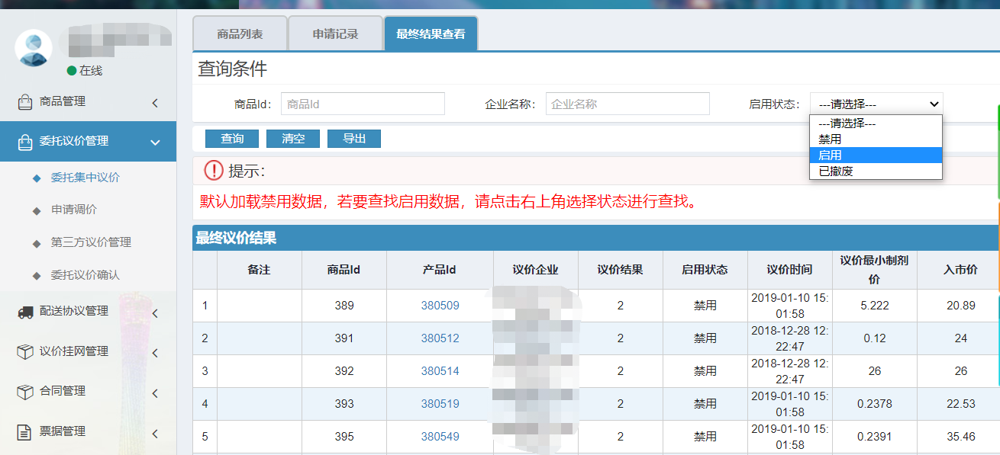 商品列表 申请记录 最终结果查看
在线
商品管理
委托议价管理
委托集中议价
申请调价
第三方议价管理
委托议价确认
配送协议管理
议价挂网管理
合同管理
票据管理
查询条件
商品Id： 商品Id 企业名称： 企业名称 启用状态： ---请选择---
---请选择---
禁用
启用
已撤废
查询 清空 导出
提示：
默认加载禁用数据，若要查找启用数据，请点击右上角选择状态进行查找。
最终议价结果
备注 商品Id 产品Id 议价企业 议价结果 启用状态 议价时间 议价最小制剂价 入市价
1 389 380509 2 禁用 2019-01-10 15:01:58 5.222 20.89
2 391 380512 2 禁用 2018-12-28 12:22:47 0.12 24
3 392 380514 2 禁用 2018-12-28 12:22:47 26 26
4 393 380519 2 禁用 2019-01-10 15:01:58 0.2378 22.53
5 395 380549 2 禁用 2019-01-10 15:01:58 0.2391 35.46